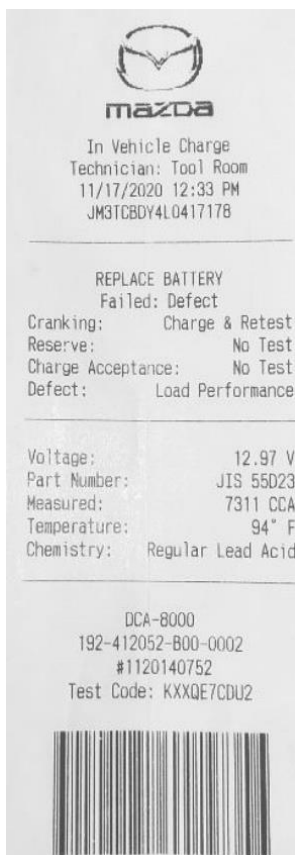 mazda
In Vehicle Charge
Technician: Tool Room
11/17/2020 12:33 PM
JM3TCBDY4L0417178
REPLACE BATTERY
Failed: Defect
Cranking: Charge & Retest
Reserve: No Test
Charge Acceptance: No Test
Defect: Load Performance
Voltage: 12.97 V
Part Number: JIS 55D23
Measured: 7311 CCA
Temperature: 94° F
Chemistry: Regular Lead Acid
DCA-8000
192-412052-B00-0002
#1120140752
Test Code: KXXQE7CDU2